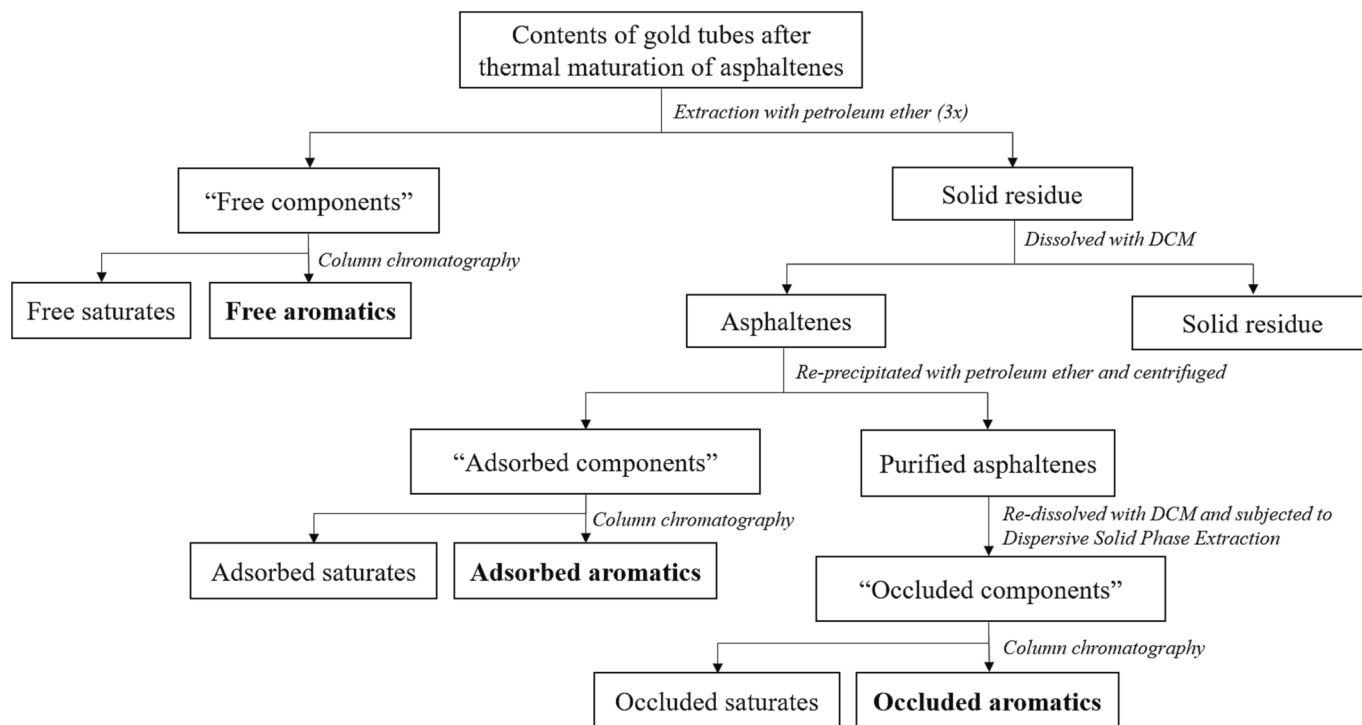 Contents of gold tubes after
thermal maturation of asphaltenes
Extraction with petroleum ether (3x)
“Free components”
Solid residue
Column chromatography
Dissolved with DCM
Free saturates
Free aromatics
Asphaltenes
Solid residue
Re-precipitated with petroleum ether and centrifuged
“Adsorbed components”
Purified asphaltenes
Column chromatography
Re-dissolved with DCM and subjected to
Dispersive Solid Phase Extraction
Adsorbed saturates
Adsorbed aromatics
“Occluded components”
Column chromatography
Occluded saturates
Occluded aromatics